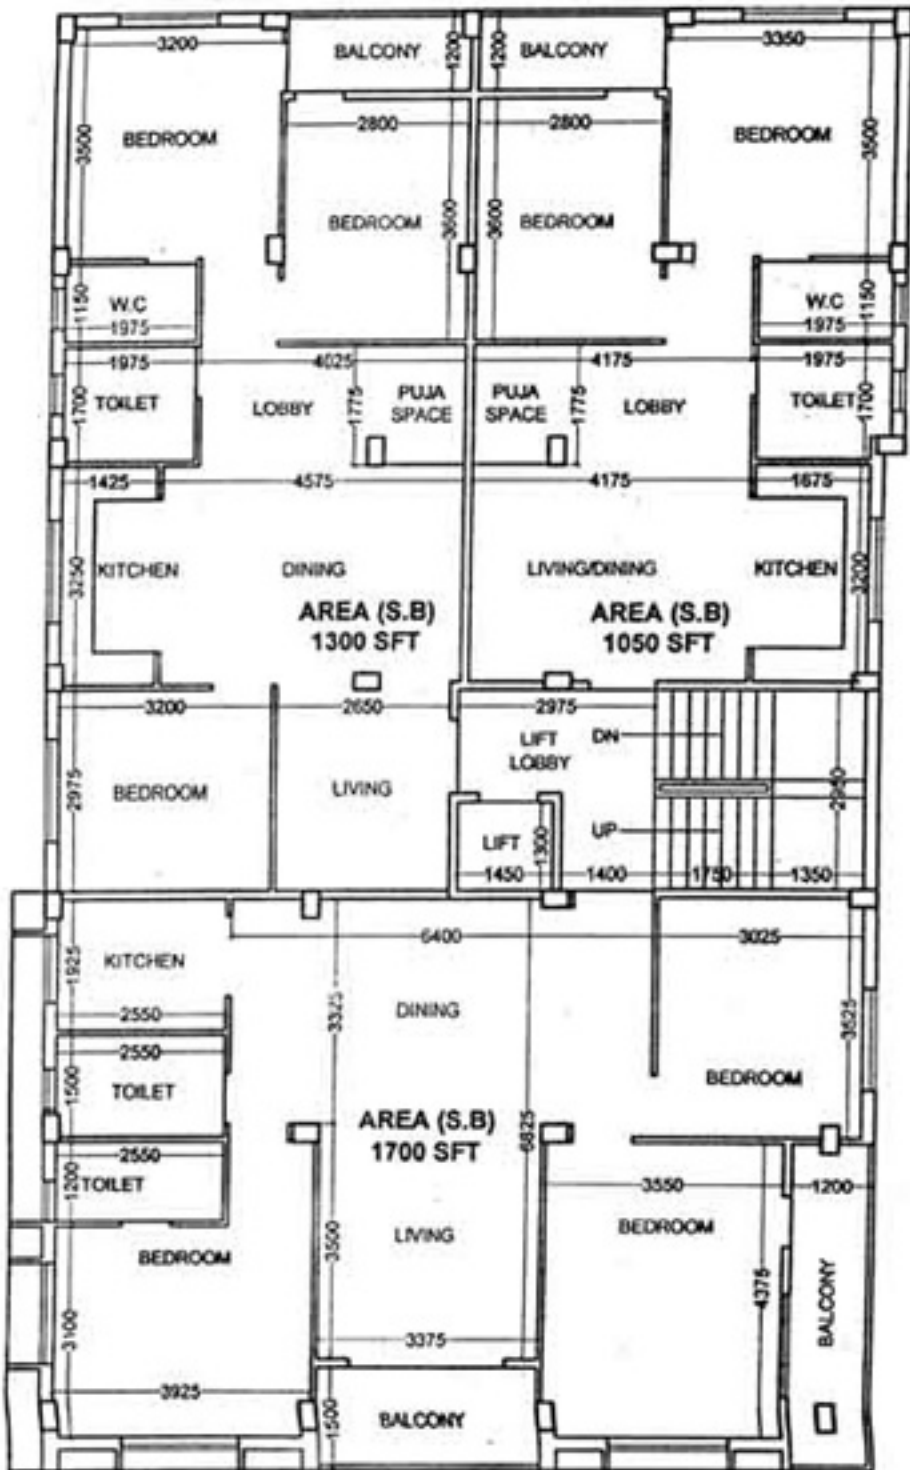 3200
BALCONY
1200
1200
BALCONY
3350
3500
BEDROOM
2800
2800
BEDROOM
3500
BEDROOM
3600
3600
BEDROOM
W.C
1975
1150
W.C
1975
1150
1975
4025
4175
1975
TOILET
1700
LOBBY
1775
PUJA
SPACE
PUJA
SPACE
1775
LOBBY
TOILET
1700
1425
4575
4175
1675
3250
KITCHEN
DINING
LIVING/DINING
KITCHEN
3200
AREA (S.B)
1300 SFT
AREA (S.B)
1050 SFT
3200
2650
2975
LIFT
LOBBY
DN
2975
BEDROOM
LIVING
UP
LIFT
1300
1450
1400
1750
1350
6400
3025
1925
KITCHEN
2550
3325
DINING
3525
2550
1500
TOILET
BEDROOM
AREA (S.B)
1700 SFT
6825
2550
1200
TOILET
3550
1200
BEDROOM
3500
LIVING
BEDROOM
4375
BALCONY
3100
3375
3925
1500
BALCONY